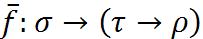 f̄: σ → (τ → ρ)